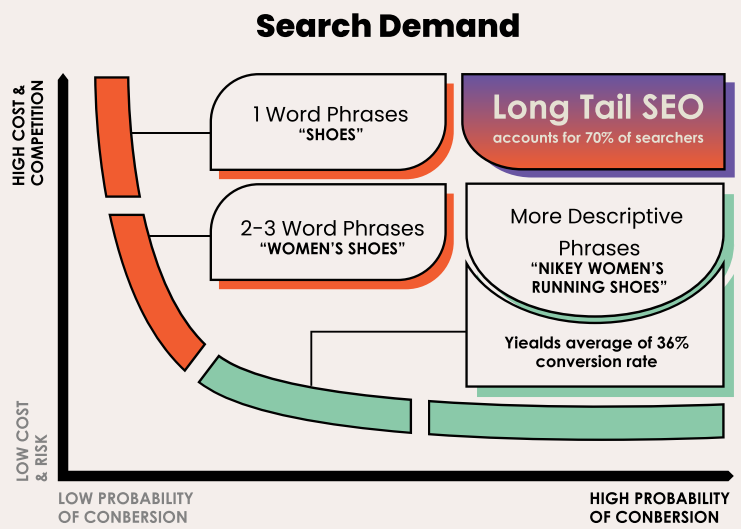 Search Demand
HIGH COST &
COMPETITION
1 Word Phrases
“SHOES”
Long Tail SEO
accounts for 70% of searchers
2-3 Word Phrases
“WOMEN’S SHOES”
More Descriptive
Phrases
“NIKEY WOMEN’S
RUNNING SHOES”
Yiealds average of 36%
conversion rate
LOW COST
& RISK
LOW PROBABILITY
OF CONBERSION
HIGH PROBABILITY
OF CONBERSION